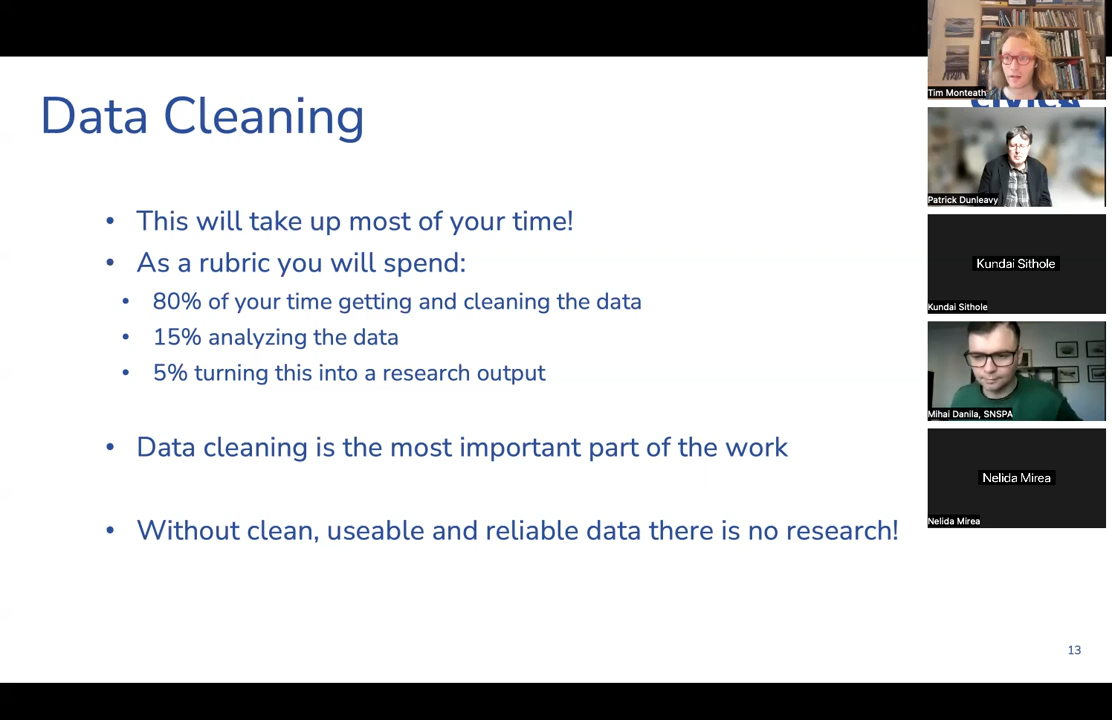 Data Cleaning
• This will take up most of your time!
• As a rubric you will spend:
• 80% of your time getting and cleaning the data
• 15% analyzing the data
• 5% turning this into a research output
• Data cleaning is the most important part of the work
• Without clean, useable and reliable data there is no research!
13
Tim Monteath
CIVICA
Patrick Dunleavy
Kundai Sithole
Kundai Sithole
Mihai Danila, SNSPA
Nelida Mirea
Nelida Mirea